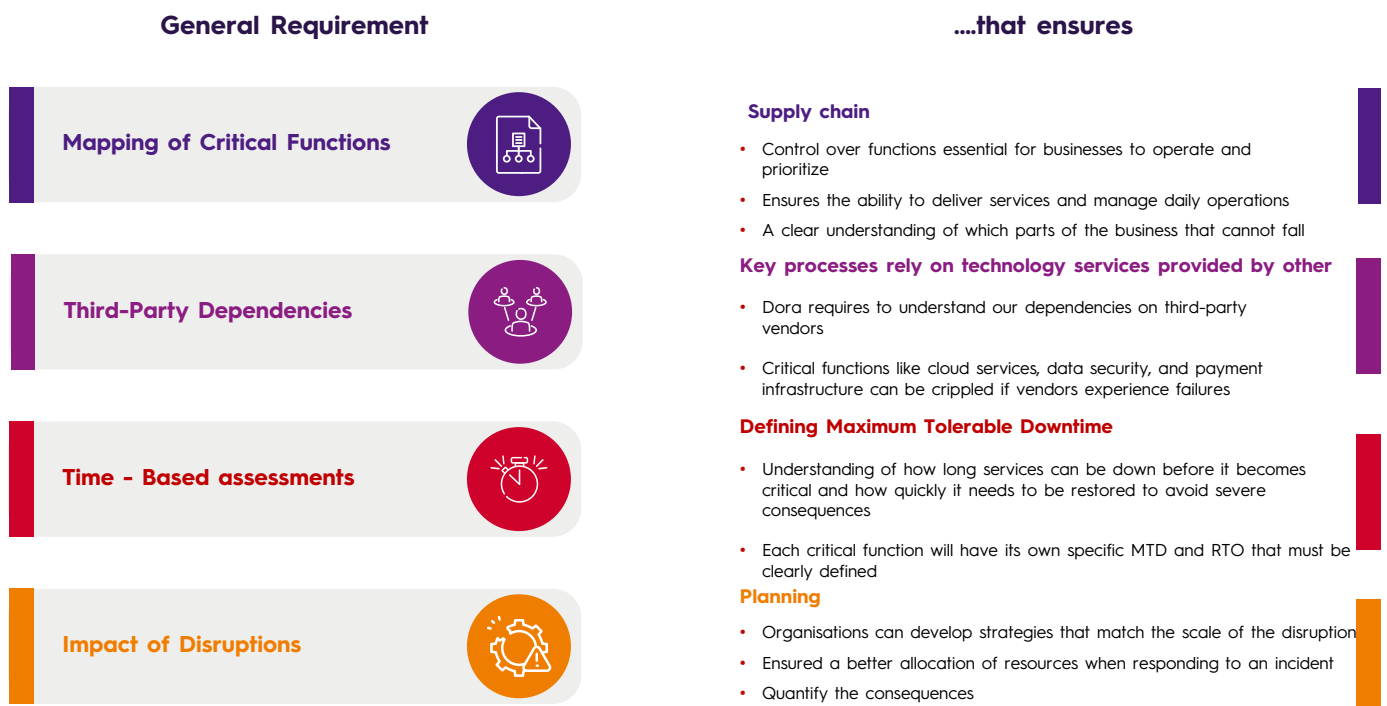 General Requirement
....that ensures
Mapping of Critical Functions
Supply chain
• Control over functions essential for businesses to operate and
prioritize
• Ensures the ability to deliver services and manage daily operations
• A clear understanding of which parts of the business that cannot fall
Third-Party Dependencies
Key processes rely on technology services provided by other
• Dora requires to understand our dependencies on third-party
vendors
• Critical functions like cloud services, data security, and payment
infrastructure can be crippled if vendors experience failures
Time - Based assessments
Defining Maximum Tolerable Downtime
• Understanding of how long services can be down before it becomes
critical and how quickly it needs to be restored to avoid severe
consequences
• Each critical function will have its own specific MTD and RTO that must be
clearly defined
Impact of Disruptions
Planning
• Organisations can develop strategies that match the scale of the disruption
• Ensured a better allocation of resources when responding to an incident
• Quantify the consequences